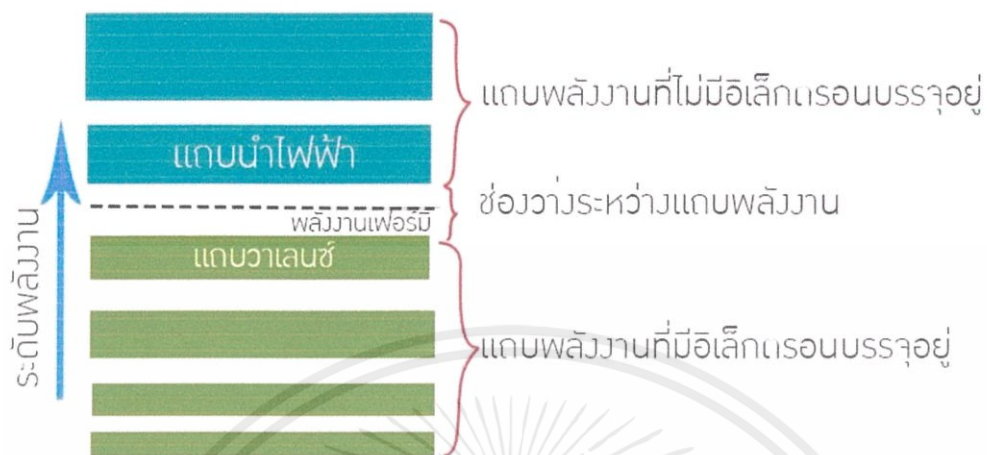 แถบพลังงานที่ไม่มีอิเล็กตรอนบรรจุอยู่
แถบนำไฟฟ้า
ช่องว่างระหว่างแถบพลังงาน
พลังงานเฟอร์มิ
แถบวาเลนซ์
ระดับพลังงาน
แถบพลังงานที่มีอิเล็กตรอนบรรจุอยู่